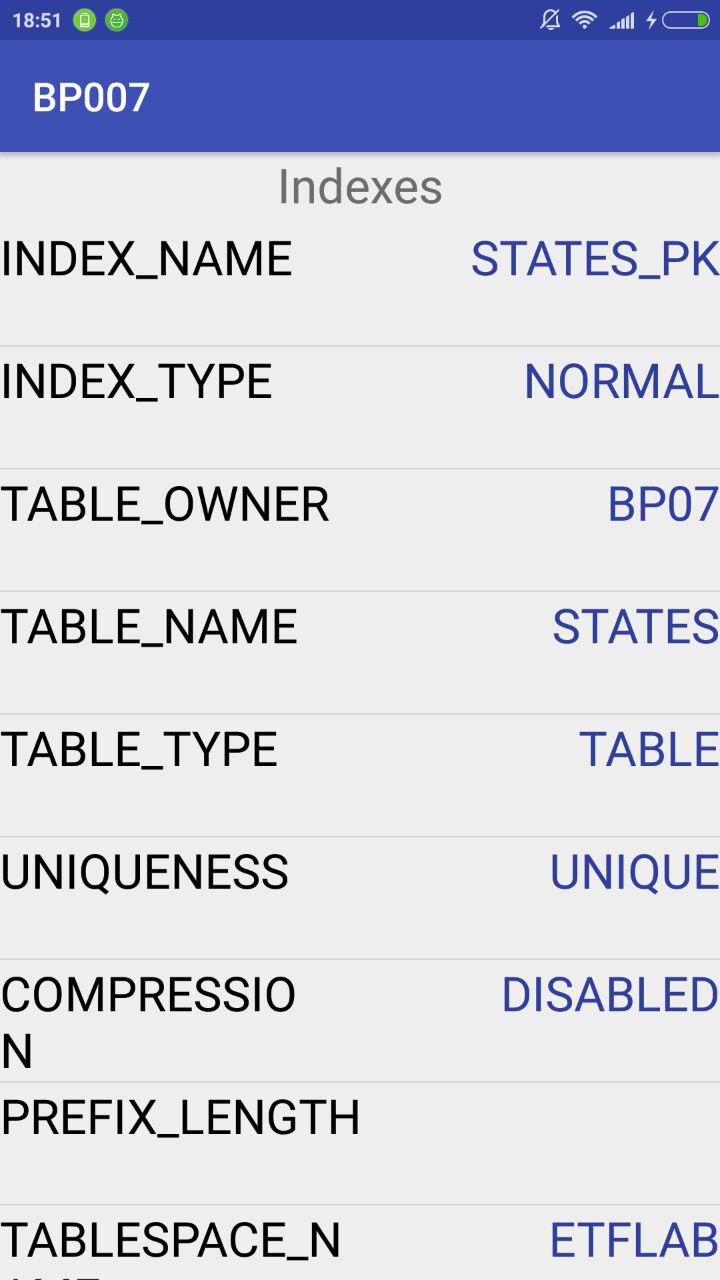 18:51
BP007
Indexes
INDEX_NAME STATES_PK
INDEX_TYPE NORMAL
TABLE_OWNER BP07
TABLE_NAME STATES
TABLE_TYPE TABLE
UNIQUENESS UNIQUE
COMPRESSIO DISABLED
N
PREFIX_LENGTH
TABLESPACE_N ETFLAB